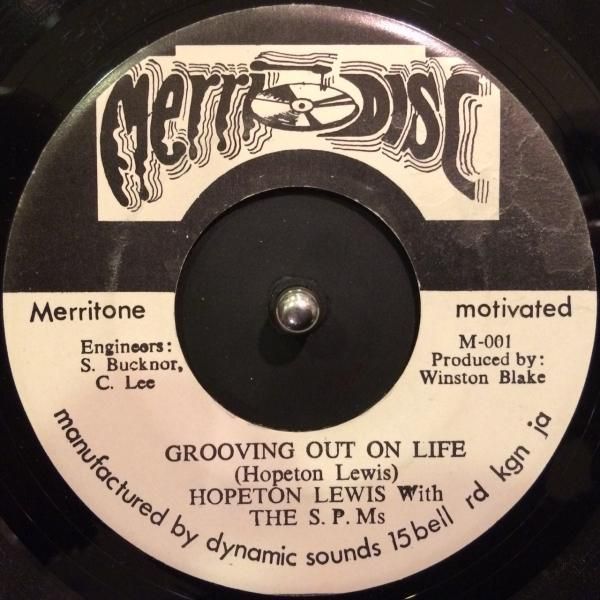 Merri Disc
Merritone motivated
Engineers:
S. Bucknor,
C. Lee
M-001
Produced by:
Winston Blake
GROOVING OUT ON LIFE
(Hopeton Lewis)
HOPETON LEWIS With
THE S.P.Ms
manufactured by dynamic sounds 15 bell rd kgn ja